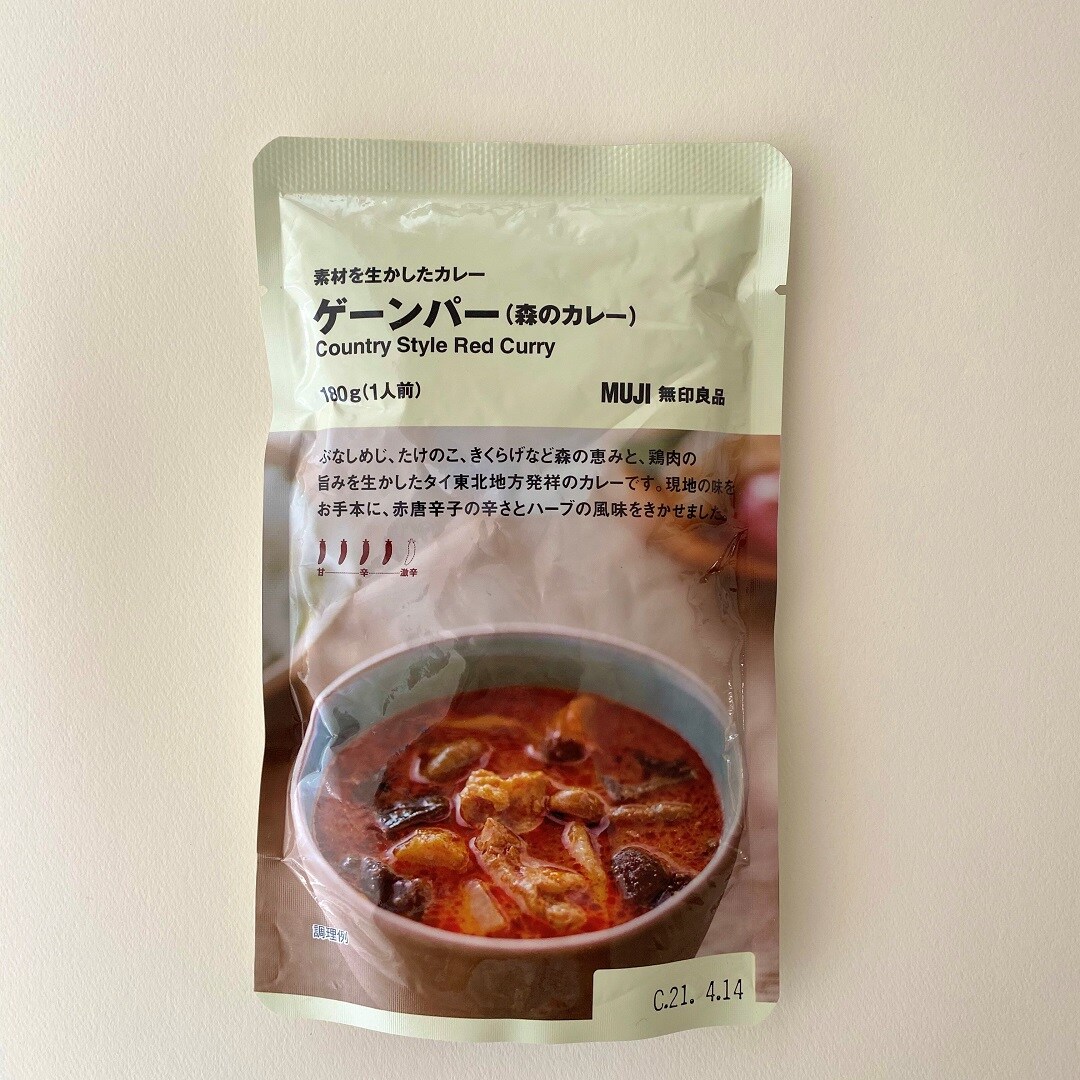 素材を生かしたカレー
ゲーンパー(森のカレー)
Country Style Red Curry
180g(1人前)
MUJI 無印良品
ぶなしめじ、たけのこ、きくらげなど森の恵みと、鶏肉の
旨みを生かしたタイ東北地方発祥のカレーです。現地の味を
お手本に、赤唐辛子の辛さとハーブの風味をきかせました。
甘 辛 激辛
調理例
C.21. 4.14